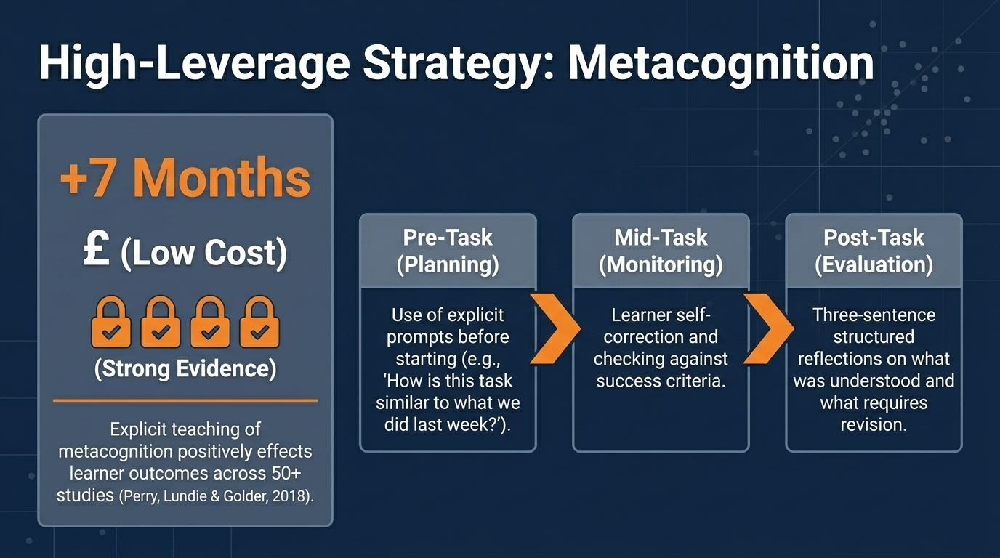 High-Leverage Strategy: Metacognition
+7 Months
£ (Low Cost)
(Strong Evidence)
Explicit teaching of
metacognition positively effects
learner outcomes across 50+
studies (Perry, Lundie & Golder, 2018).
Pre-Task
(Planning)
Use of explicit
prompts before
starting (e.g.,
'How is this task
similar to what we
did last week?').
Mid-Task
(Monitoring)
Learner self-
correction and
checking against
success criteria.
Post-Task
(Evaluation)
Three-sentence
structured
reflections on what
was understood and
what requires
revision.